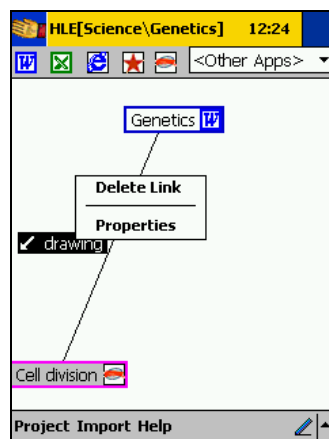 HLE[Science\Genetics] 12:24
<Other Apps>
Genetics
Delete Link
Properties
drawing
Cell division
Project Import Help